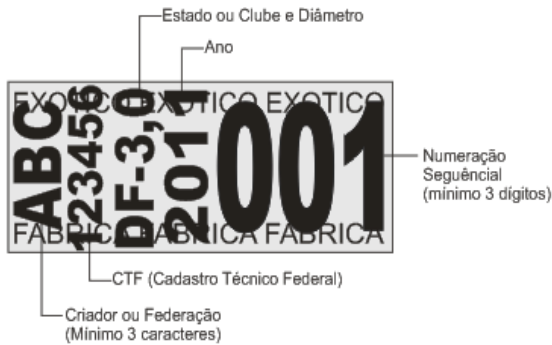 Estado ou Clube e Diâmetro
Ano
EXOTICO EXOTICO EXOTICO
ABC
123456
DF-3,0
2011
001
FABRICA FABRICA FABRICA
Numeração
Seguêncial
(mínimo 3 dígitos)
CTF (Cadastro Técnico Federal)
Criador ou Federação
(Mínimo 3 caracteres)